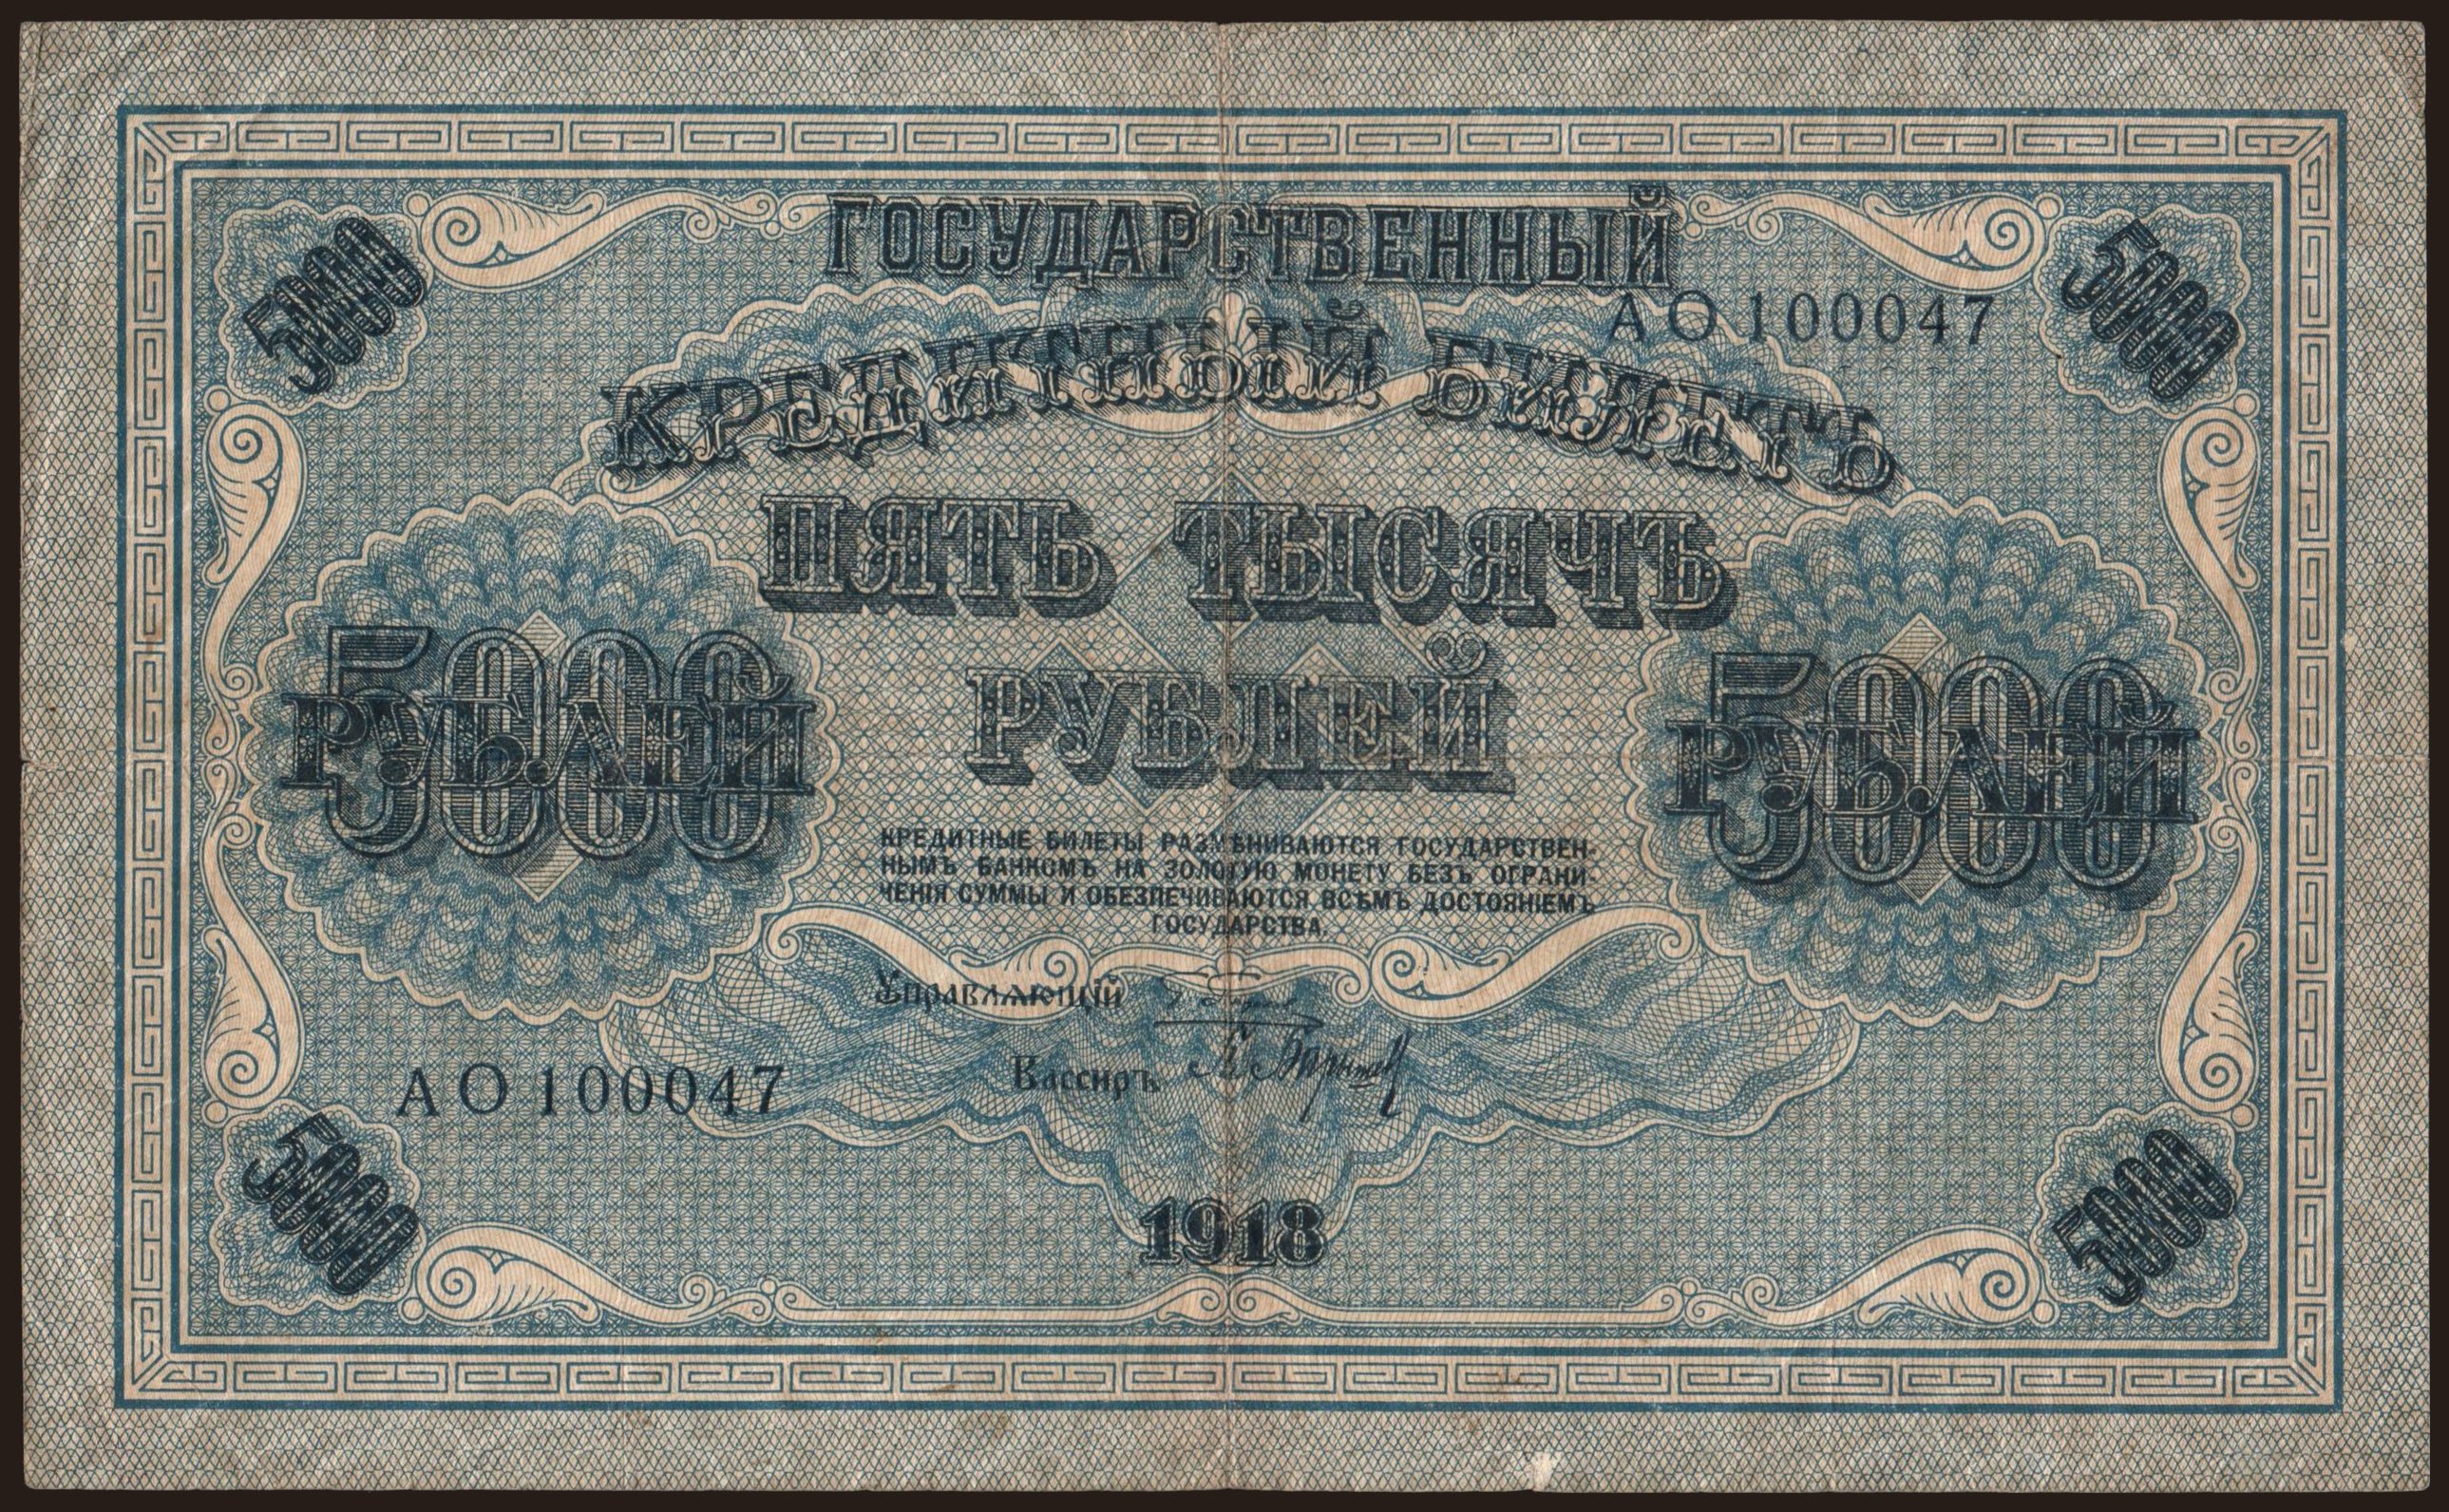 ГОСУДАРСТВЕННЫЙ
5000
5000
АО 100047
КРЕДИТНЫЙ БИЛЕТЪ
ПЯТЬ ТЫСЯЧЪ
РУБЛЕЙ
5000
РУБЛЕЙ
5000
РУБЛЕЙ
КРЕДИТНЫЕ БИЛЕТЫ РАЗМѢНИВАЮТСЯ ГОСУДАРСТВЕН-
НЫМЪ БАНКОМЪ НА ЗОЛОТУЮ МОНЕТУ БЕЗЪ ОГРАНИ-
ЧЕНІЯ СУММЫ И ОБЕЗПЕЧИВАЮТСЯ ВСѢМЪ ДОСТОЯНІЕМЪ
ГОСУДАРСТВА.
Управляющій
Кассиръ
АО 100047
5000
5000
1918